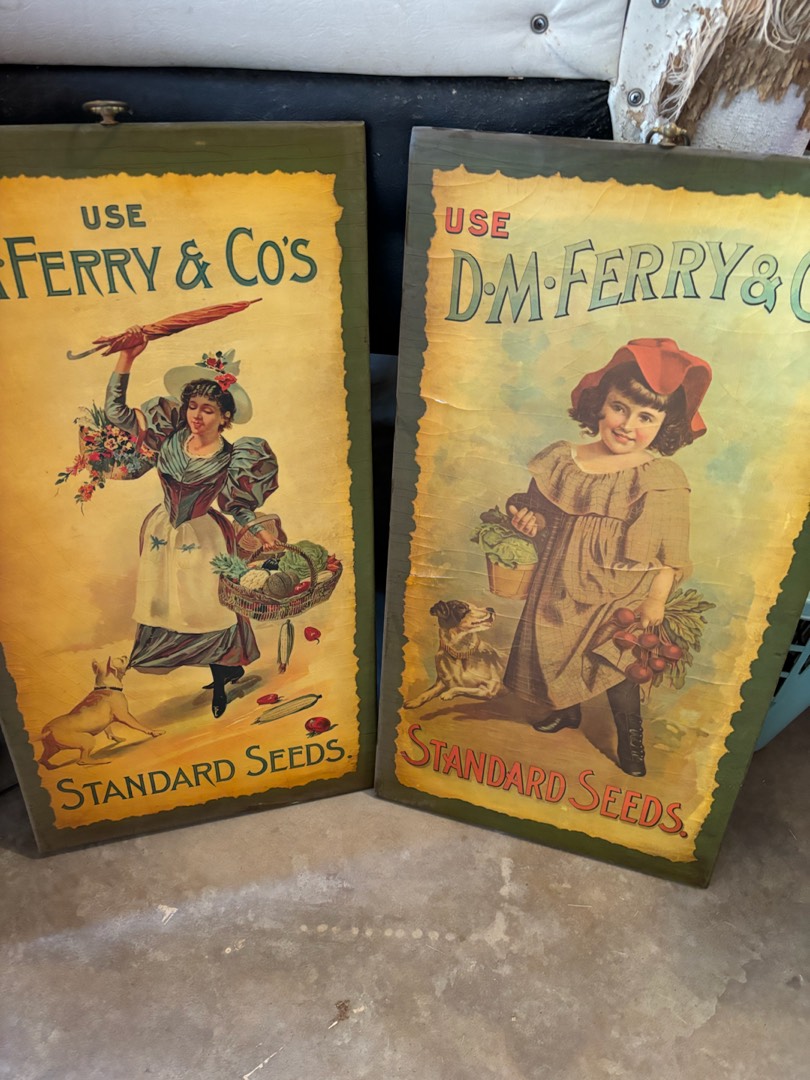 USE
FERRY & CO'S
STANDARD SEEDS.
USE
D·M·FERRY & C
STANDARD SEEDS.